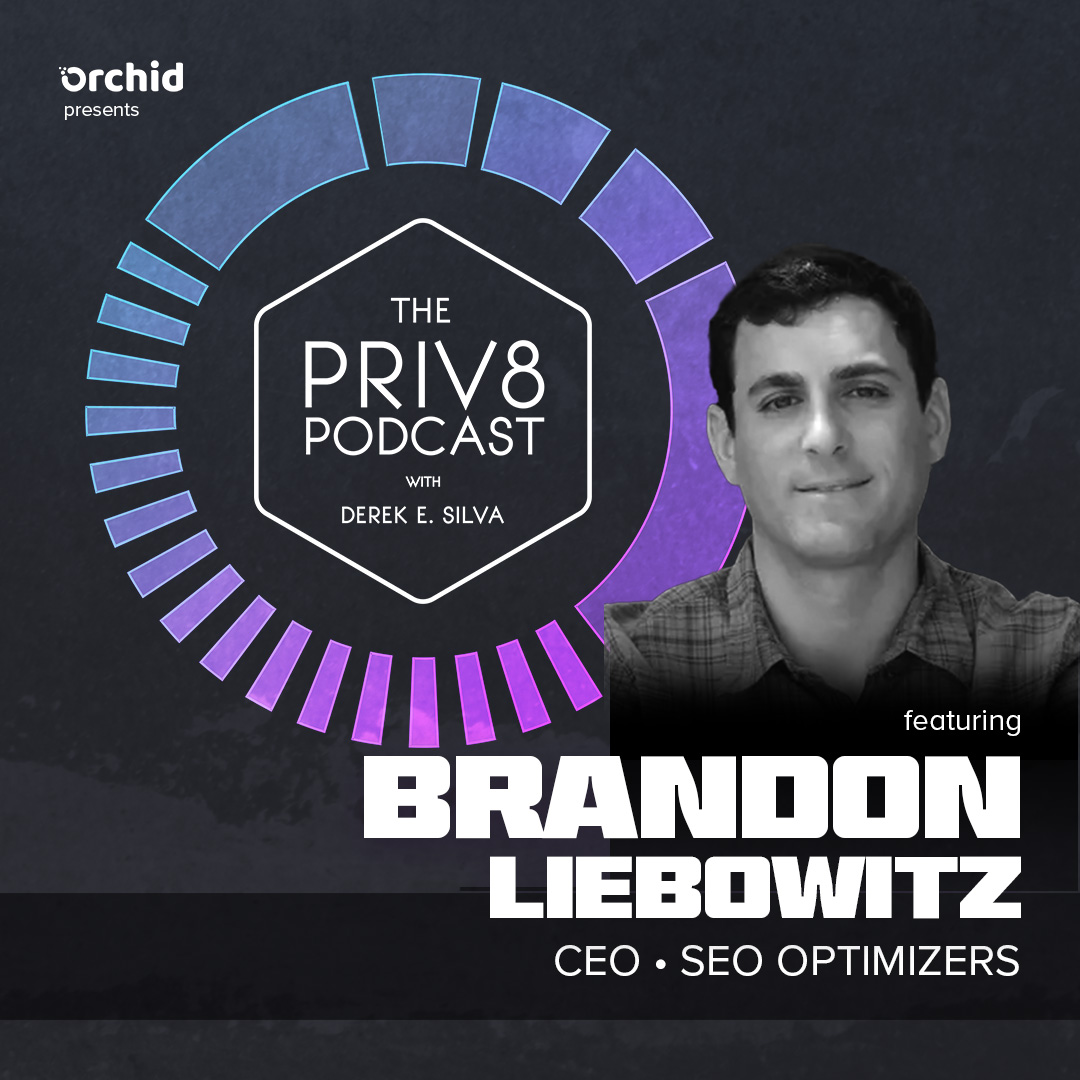 orchid
presents
THE
PRIV8
PODCAST
WITH
DEREK E. SILVA
featuring
BRANDON
LIEBOWITZ
CEO • SEO OPTIMIZERS